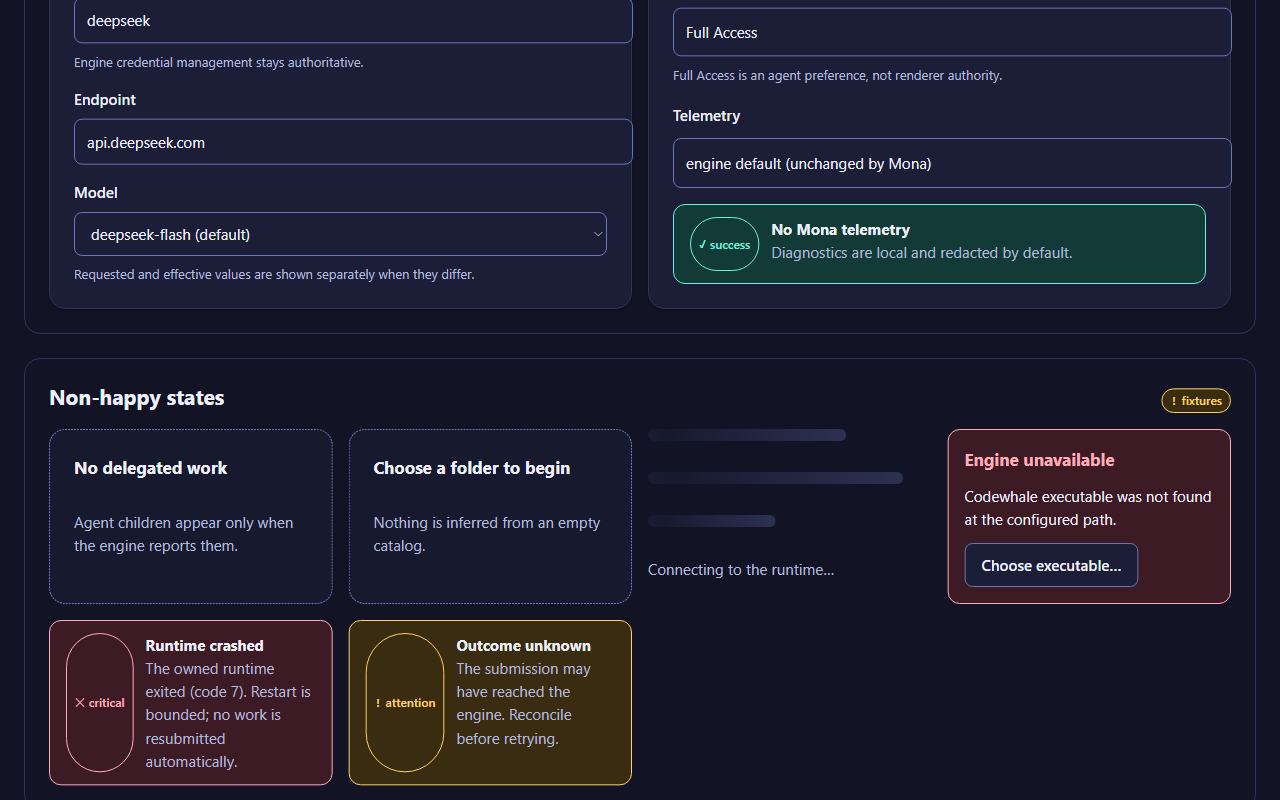 deepseek
Engine credential management stays authoritative.
Endpoint
api.deepseek.com
Model
deepseek-flash (default)
Requested and effective values are shown separately when they differ.
Full Access
Full Access is an agent preference, not renderer authority.
Telemetry
engine default (unchanged by Mona)
✓ success
No Mona telemetry
Diagnostics are local and redacted by default.
Non-happy states
! fixtures
No delegated work
Agent children appear only when
the engine reports them.
Choose a folder to begin
Nothing is inferred from an empty
catalog.
Connecting to the runtime...
Engine unavailable
Codewhale executable was not found
at the configured path.
Choose executable...
× critical
Runtime crashed
The owned runtime
exited (code 7). Restart is
bounded; no work is
resubmitted
automatically.
! attention
Outcome unknown
The submission may
have reached the
engine. Reconcile
before retrying.